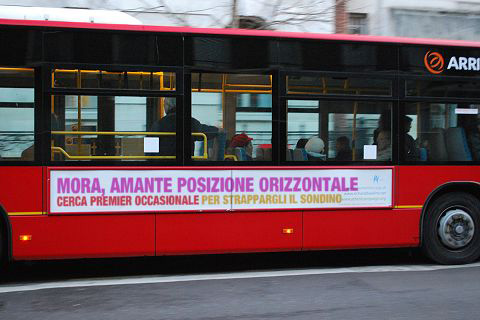 ARRI
MORA, AMANTE POSIZIONE ORIZZONTALE
CERCA PREMIER OCCASIONALE PER STRAPPARGLI IL SONDINO